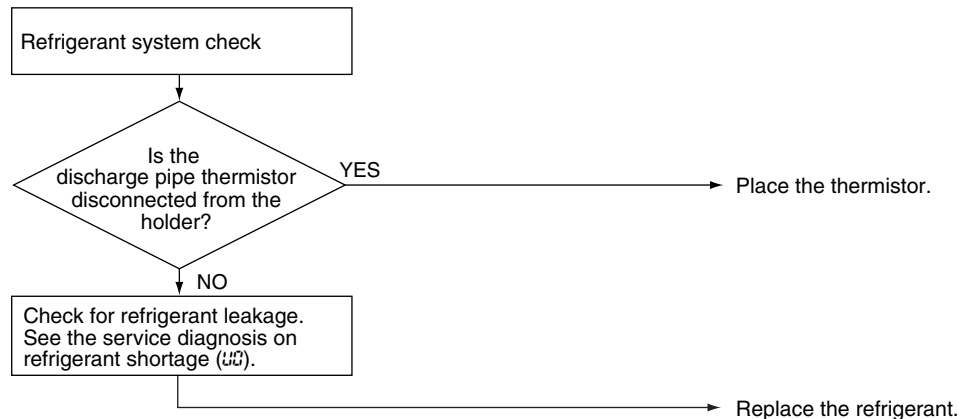 Refrigerant system check
Is the
discharge pipe thermistor
disconnected from the
holder?
YES
Place the thermistor.
NO
Check for refrigerant leakage.
See the service diagnosis on
refrigerant shortage (U0).
Replace the refrigerant.